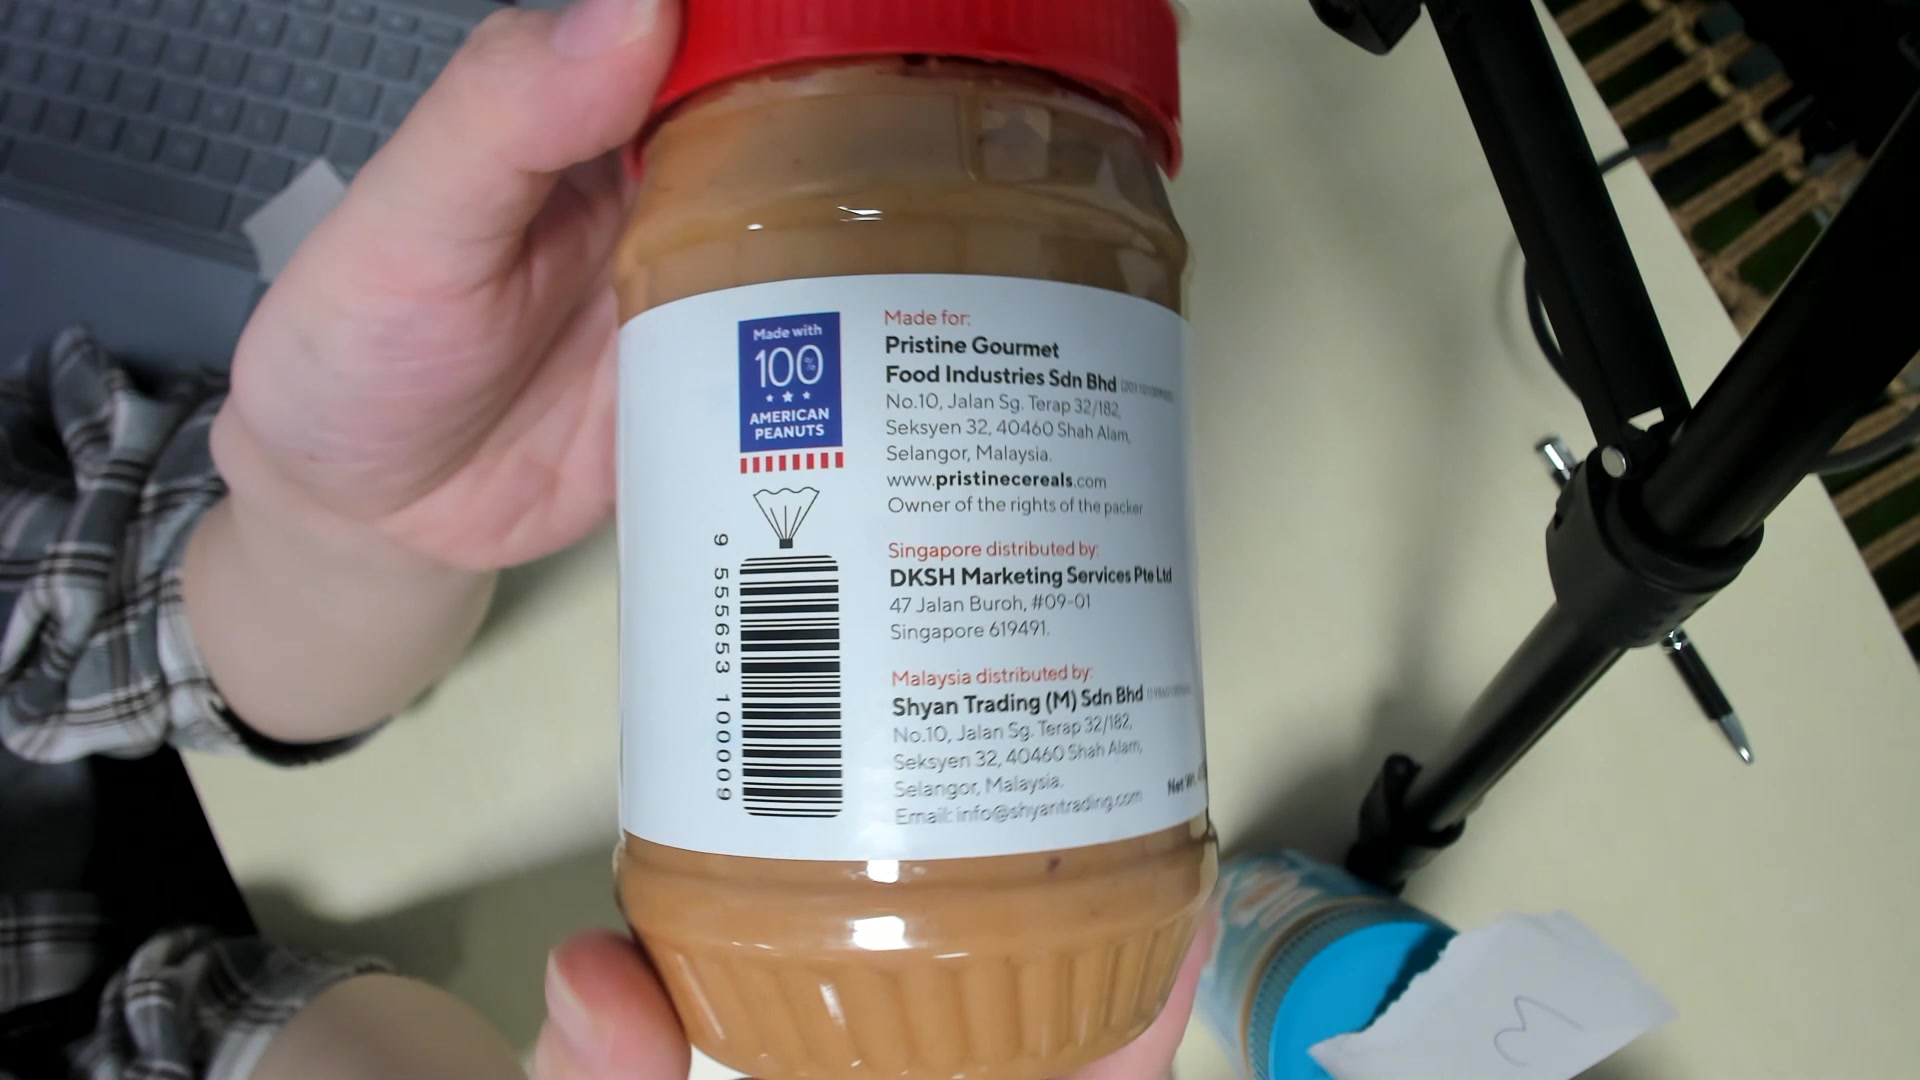 Made with
100%
AMERICAN
PEANUTS
9 555653 100009
Made for:
Pristine Gourmet
Food Industries Sdn Bhd
No.10, Jalan Sg. Terap 32/182,
Seksyen 32, 40460 Shah Alam,
Selangor, Malaysia.
www.pristinecereals.com
Owner of the rights of the packer
Singapore distributed by:
DKSH Marketing Services Pte Ltd
47 Jalan Buroh, #09-01
Singapore 619491.
Malaysia distributed by:
Shyan Trading (M) Sdn Bhd
No.10, Jalan Sg. Terap 32/182,
Seksyen 32, 40460 Shah Alam,
Selangor, Malaysia.
Email: info@shyantrading.com
Net Wt.